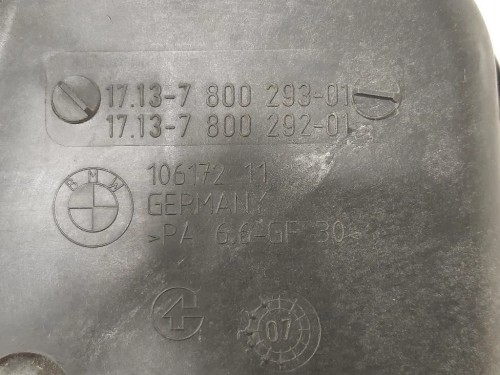 17.13-7 800 293-01
17.13-7 800 292-01
BMW
106172 11
GERMANY
>PA 6.6-GF 30<
07